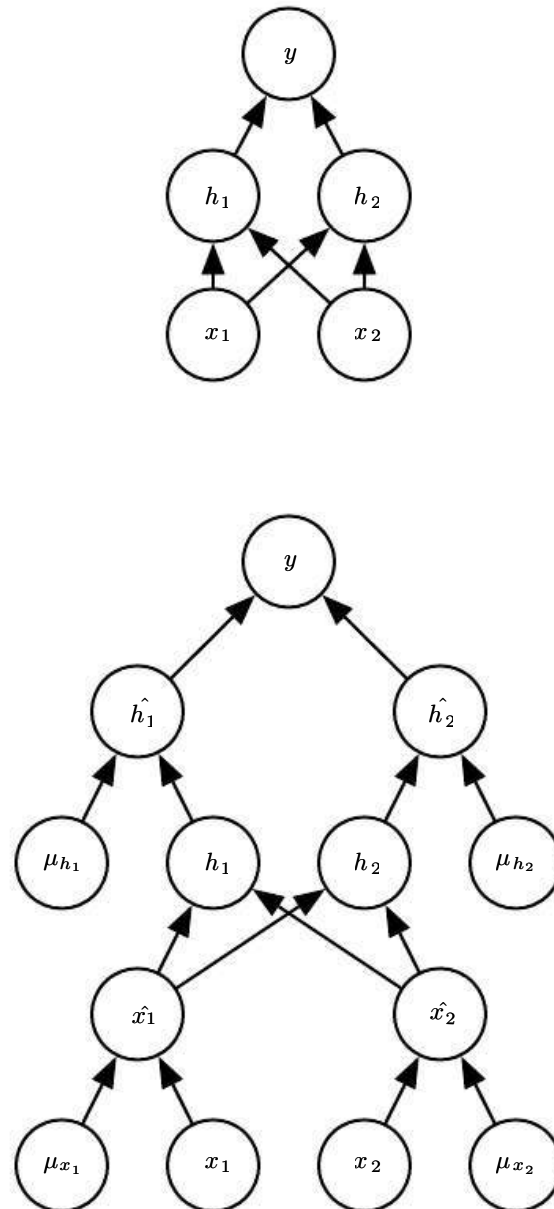 y
h₁ h₂
x₁ x₂
y
ĥ₁ ĥ₂
μₕ₁ h₁ h₂ μₕ₂
x̂₁ x̂₂
μₓ₁ x₁ x₂ μₓ₂